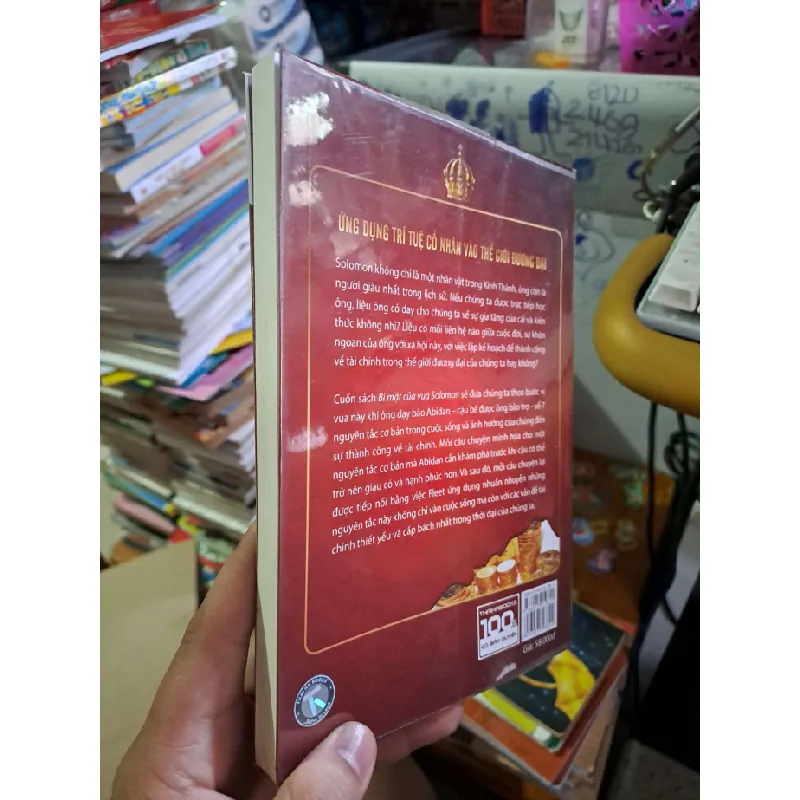 ỨNG DỤNG TRÍ TUỆ CỔ NHÂN VÀO THẾ GIỚI ĐƯƠNG ĐẠI
Solomon không chỉ là một nhân vật trong Kinh Thánh, ông còn là
người giàu nhất trong lịch sử. Nếu chúng ta được trực tiếp học
ông, liệu ông có dạy cho chúng ta về sự gia tăng của cải và kiến
thức không nhỉ? Liệu có mối liên hệ nào giữa cuộc đời, sự khôn
ngoan của ông với xã hội này, với việc lập kế hoạch để thành công
về tài chính trong thế giới đương đại của chúng ta hay không?
Cuốn sách Bí mật của vua Solomon sẽ đưa chúng ta theo bước vị
vua này khi ông dạy bảo Abidan – cậu bé được ông bảo trợ – về 7
nguyên tắc cơ bản trong cuộc sống và ảnh hưởng của chúng đến
sự thành công về tài chính. Mỗi câu chuyện minh họa cho một
nguyên tắc cơ bản mà Abidan cần khám phá trước khi cậu có thể
trở nên giàu có và hạnh phúc hơn. Và sau đó, mỗi câu chuyện lại
được tiếp nối bằng việc Fleet ứng dụng nhuần nhuyễn những
nguyên tắc này không chỉ vào cuộc sống mà còn với các vấn đề tài
chính thiết yếu và cấp bách nhất trong thời đại của chúng ta.
THAIHABOOKS
100%
Giá: 58.000đ
6120
2469